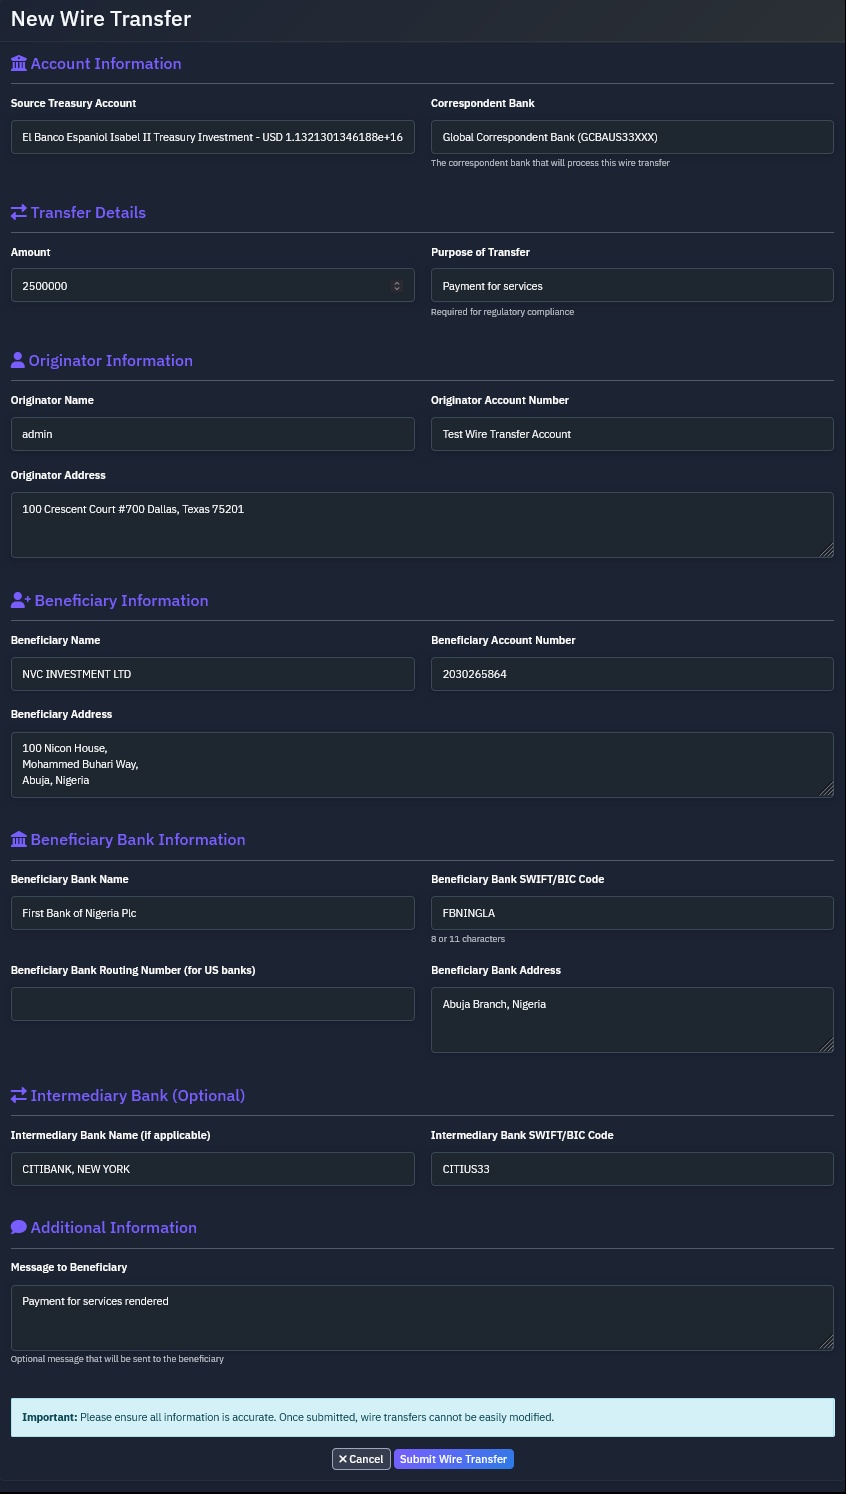 New Wire Transfer
Account Information
Source Treasury Account
Correspondent Bank
El Banco Espaniol Isabel II Treasury Investment - USD 1.1321301346188e+16
Global Correspondent Bank (GCBAUS33XXX)
The correspondent bank that will process this wire transfer
Transfer Details
Amount
Purpose of Transfer
2500000
Payment for services
Required for regulatory compliance
Originator Information
Originator Name
Originator Account Number
admin
Test Wire Transfer Account
Originator Address
100 Crescent Court #700 Dallas, Texas 75201
Beneficiary Information
Beneficiary Name
Beneficiary Account Number
NVC INVESTMENT LTD
2030265864
Beneficiary Address
100 Nicon House,
Mohammed Buhari Way,
Abuja, Nigeria
Beneficiary Bank Information
Beneficiary Bank Name
Beneficiary Bank SWIFT/BIC Code
First Bank of Nigeria Plc
FBNINGLA
8 or 11 characters
Beneficiary Bank Routing Number (for US banks)
Beneficiary Bank Address
Abuja Branch, Nigeria
Intermediary Bank (Optional)
Intermediary Bank Name (if applicable)
Intermediary Bank SWIFT/BIC Code
CITIBANK, NEW YORK
CITIUS33
Additional Information
Message to Beneficiary
Payment for services rendered
Optional message that will be sent to the beneficiary
Important: Please ensure all information is accurate. Once submitted, wire transfers cannot be easily modified.
Cancel
Submit Wire Transfer